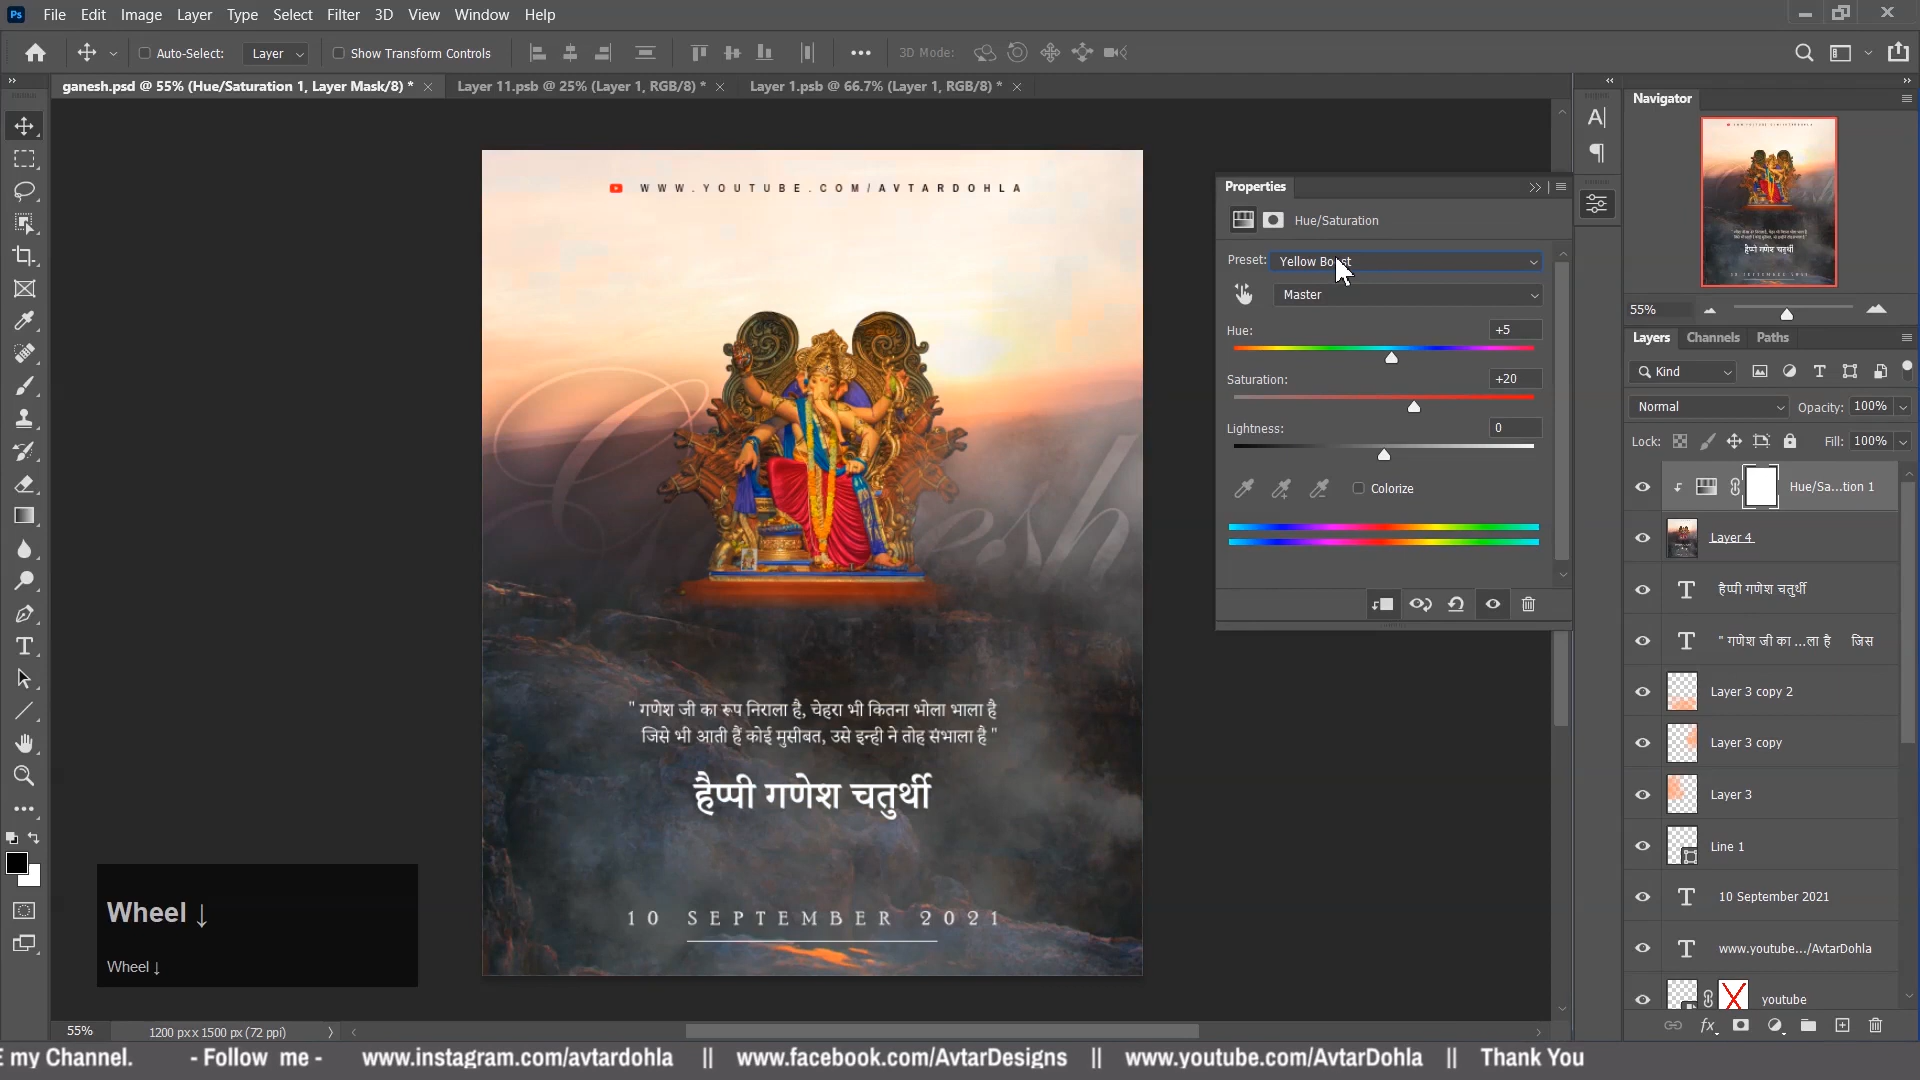 Ps File Edit Image Layer Type Select Filter 3D View Window Help
Auto-Select: Layer Show Transform Controls 3D Mode:
ganesh.psd @ 55% (Hue/Saturation 1, Layer Mask/8) * Layer 11.psb @ 25% (Layer 1, RGB/8) * Layer 1.psb @ 66.7% (Layer 1, RGB/8) *
WWW.YOUTUBE.COM/AVTARDOHLA
" गणेश जी का रूप निराला है, चेहरा भी कितना भोला भाला है
जिसे भी आती हैं कोई मुसीबत, उसे इन्ही ने तोह संभाला है "
हैप्पी गणेश चतुर्थी
10 SEPTEMBER 2021
Properties
Hue/Saturation
Preset: Yellow Boost
Master
Hue: +5
Saturation: +20
Lightness: 0
Colorize
Navigator
55%
Layers Channels Paths
Kind
Normal Opacity: 100%
Lock: Fill: 100%
Hue/Sa...tion 1
Layer 4
हैप्पी गणेश चतुर्थी
" गणेश जी का ...ला है जिस
Layer 3 copy 2
Layer 3 copy
Layer 3
Line 1
10 September 2021
www.youtube.../AvtarDohla
youtube
Wheel ↓
Wheel ↓
55% 1200 px x 1500 px (72 ppi)
E my Channel. - Follow me - www.instagram.com/avtardohla || www.facebook.com/AvtarDesigns || www.youtube.com/AvtarDohla || Thank You